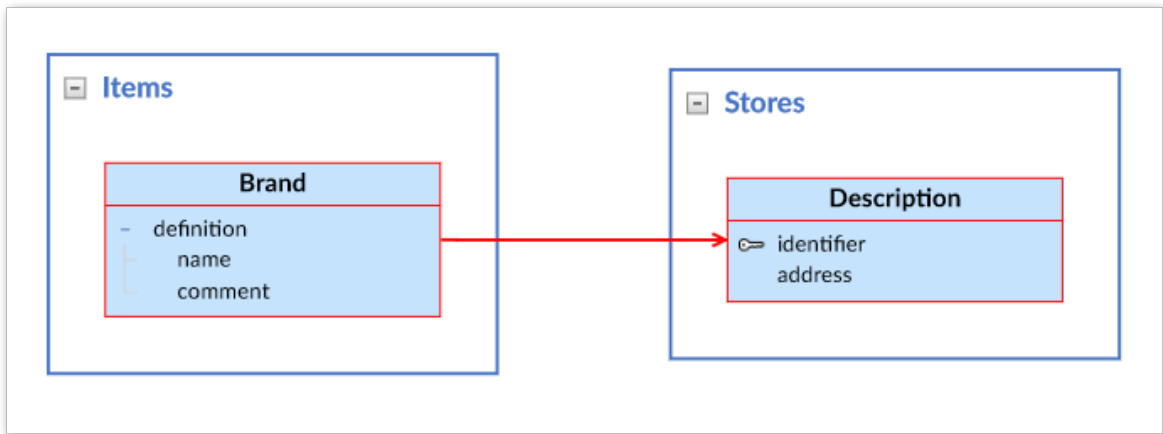 Items
Brand
definition
name
comment
Stores
Description
identifier
address